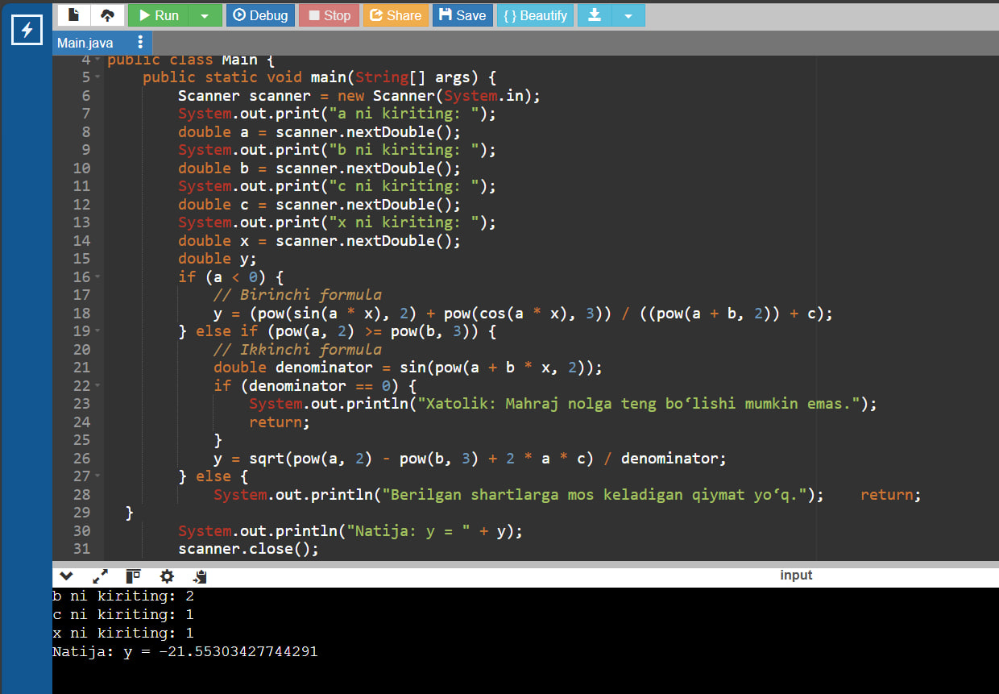 Run Debug Stop Share Save { } Beautify
Main.java
4 public class Main {
5 public static void main(String[] args) {
6 Scanner scanner = new Scanner(System.in);
7 System.out.print("a ni kiriting: ");
8 double a = scanner.nextDouble();
9 System.out.print("b ni kiriting: ");
10 double b = scanner.nextDouble();
11 System.out.print("c ni kiriting: ");
12 double c = scanner.nextDouble();
13 System.out.print("x ni kiriting: ");
14 double x = scanner.nextDouble();
15 double y;
16 if (a < 0) {
17 // Birinchi formula
18 y = (pow(sin(a * x), 2) + pow(cos(a * x), 3)) / ((pow(a + b, 2)) + c);
19 } else if (pow(a, 2) >= pow(b, 3)) {
20 // Ikkinchi formula
21 double denominator = sin(pow(a + b * x, 2));
22 if (denominator == 0) {
23 System.out.println("Xatolik: Mahraj nolga teng boʻlishi mumkin emas.");
24 return;
25 }
26 y = sqrt(pow(a, 2) - pow(b, 3) + 2 * a * c) / denominator;
27 } else {
28 System.out.println("Berilgan shartlarga mos keladigan qiymat yoʻq."); return;
29 }
30 System.out.println("Natija: y = " + y);
31 scanner.close();
input
b ni kiriting: 2
c ni kiriting: 1
x ni kiriting: 1
Natija: y = -21.55303427744291